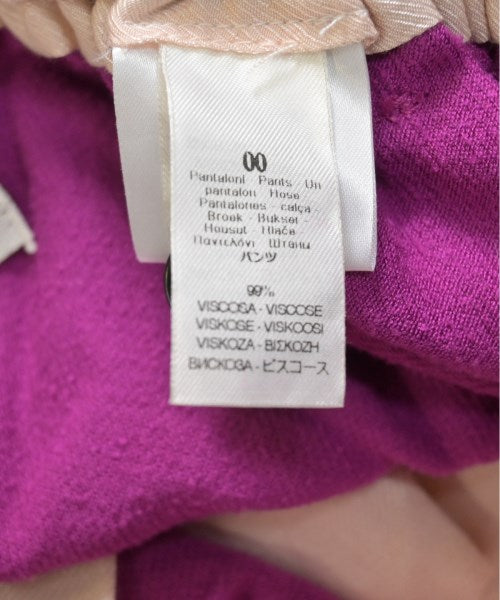 00
Pantaloni - Pants - Un
pantalon - Hose
Pantalones - calça -
Broek - Bukser -
Housut - Hlače -
Παντελόνι Штаны
パンツ
99%
VISCOSA - VISCOSE
VISKOSE - VISKOOSI
VISKOZA - ΒΙΣΚΟΖΗ
ВИСКОЗА - ビスコース